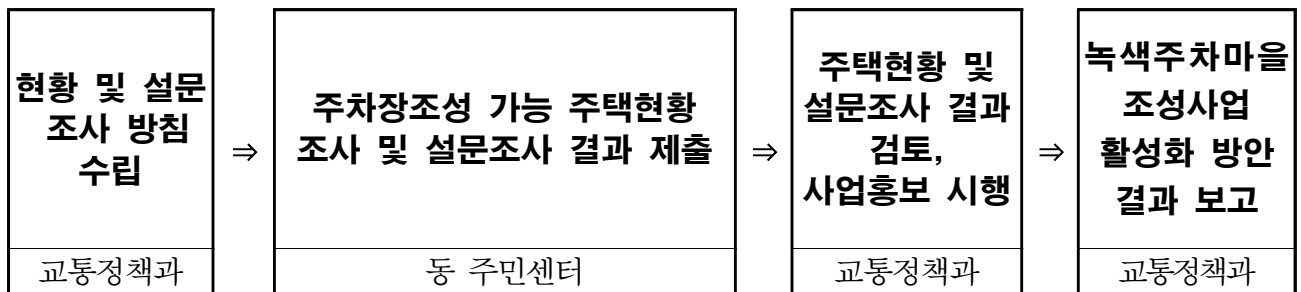 현황 및 설문
조사 방침
수립
교통정책과
⇒
주차장조성 가능 주택현황
조사 및 설문조사 결과 제출
동 주민센터
⇒
주택현황 및
설문조사 결과
검토,
사업홍보 시행
교통정책과
⇒
녹색주차마을
조성사업
활성화 방안
결과 보고
교통정책과